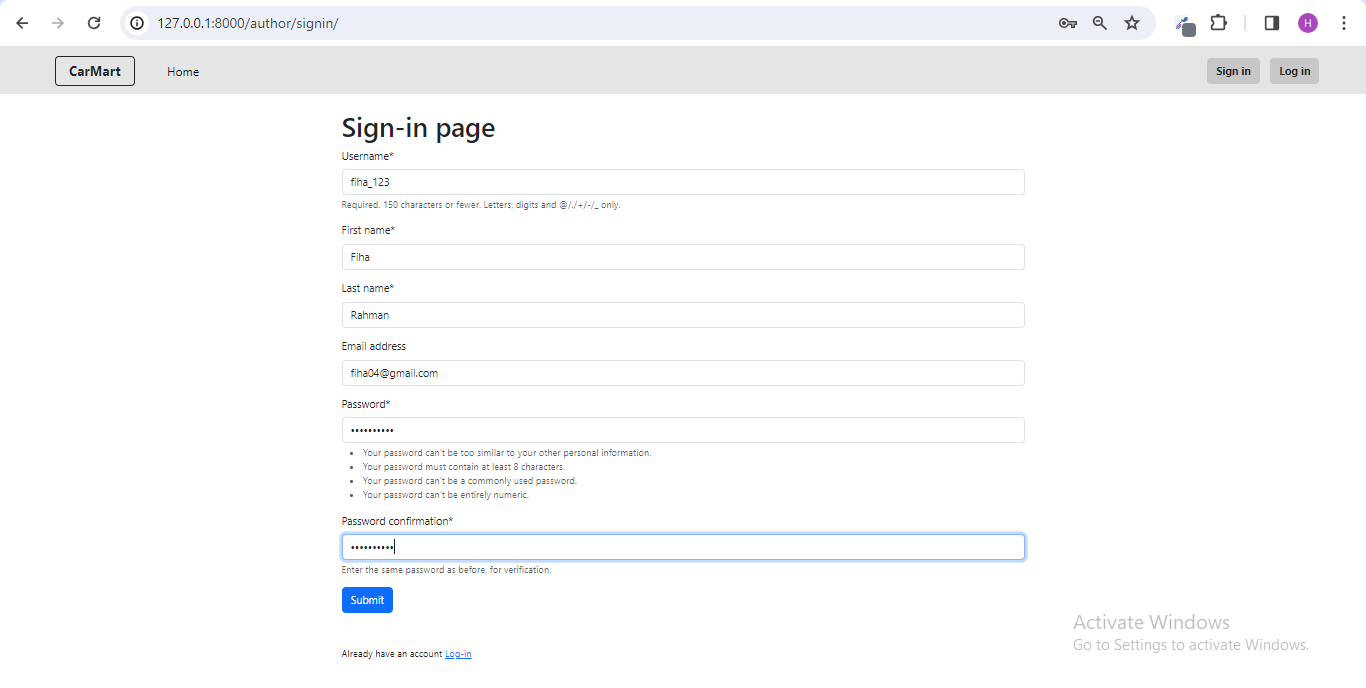 127.0.0.1:8000/author/signin/
H
CarMart Home Sign in Log in
Sign-in page
Username*
fiha_123
Required. 150 characters or fewer. Letters, digits and @/./+/-/_ only.
First name*
Fiha
Last name*
Rahman
Email address
fiha04@gmail.com
Password*
••••••••••
• Your password can't be too similar to your other personal information.
• Your password must contain at least 8 characters.
• Your password can't be a commonly used password.
• Your password can't be entirely numeric.
Password confirmation*
••••••••••
Enter the same password as before, for verification.
Submit
Activate Windows
Go to Settings to activate Windows.
Already have an account Log-in